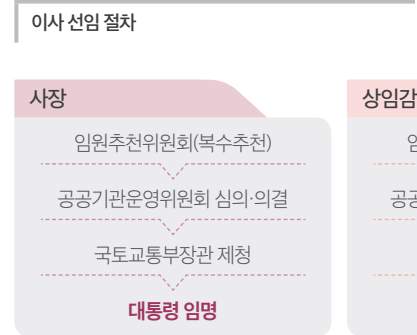 이사 선임 절차
사장
임원추천위원회(복수추천)
공공기관운영위원회 심의·의결
국토교통부장관 제청
대통령 임명
상임감